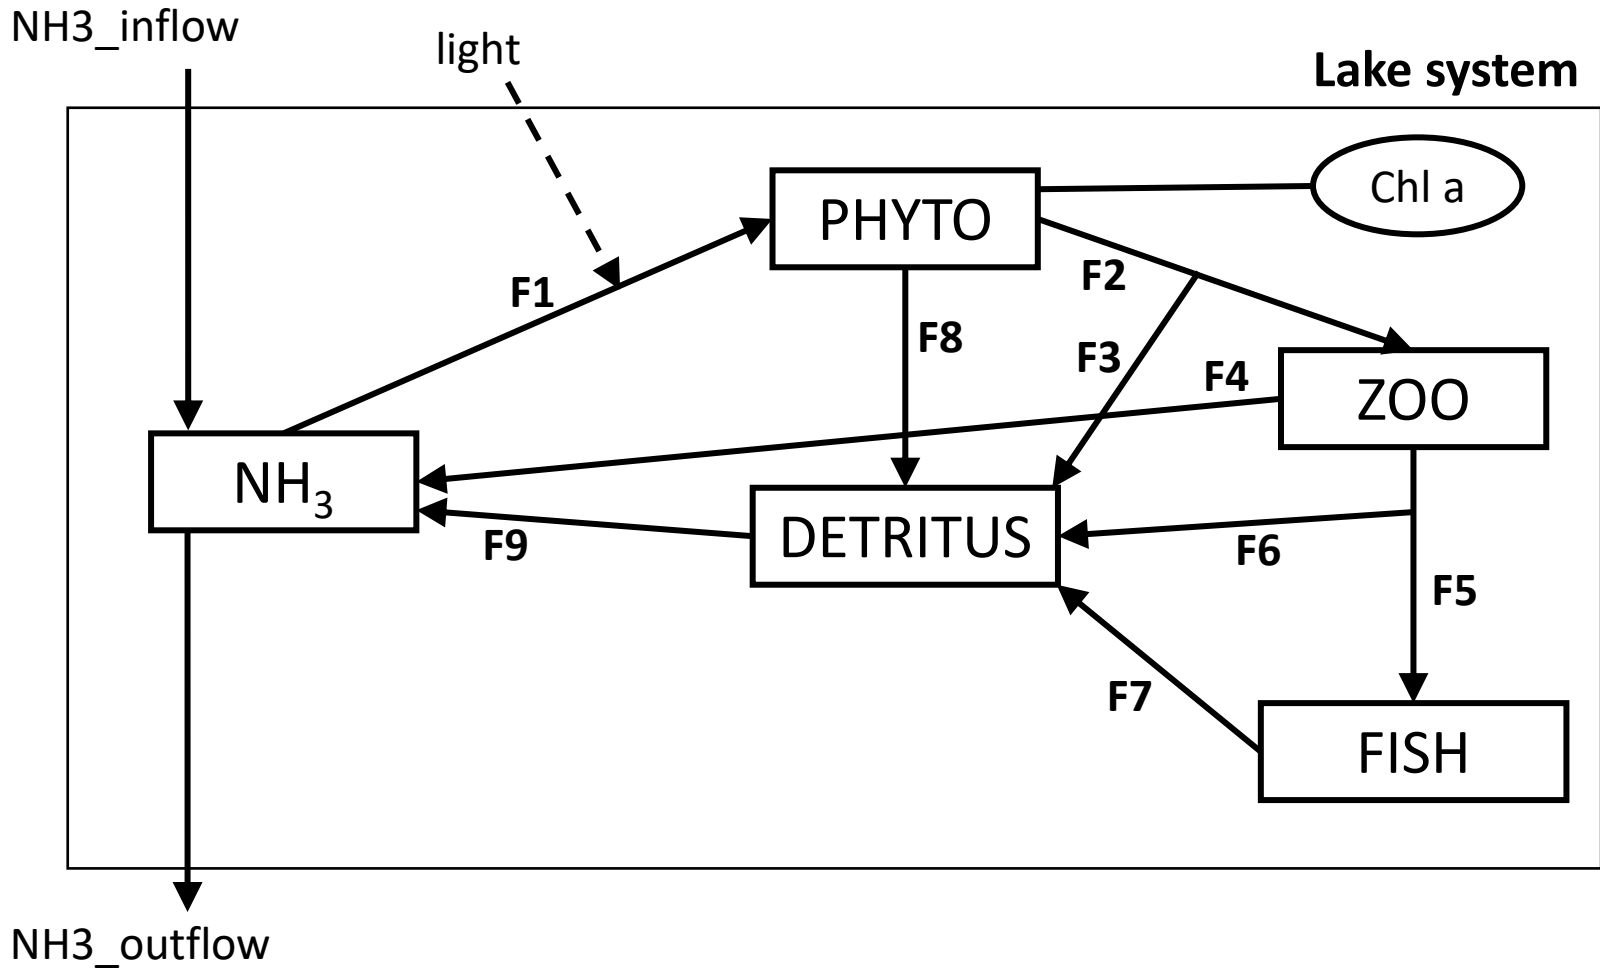 NH3_inflow
light
Lake system
PHYTO
Chl a
F1
F2
F8
F3
F4
ZOO
NH₃
DETRITUS
F9
F6
F5
F7
FISH
NH3_outflow